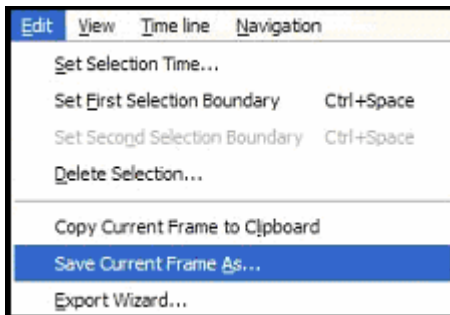 Edit View Time line Navigation
Set Selection Time...
Set First Selection Boundary Ctrl+Space
Set Second Selection Boundary Ctrl+Space
Delete Selection...
Copy Current Frame to Clipboard
Save Current Frame As...
Export Wizard...